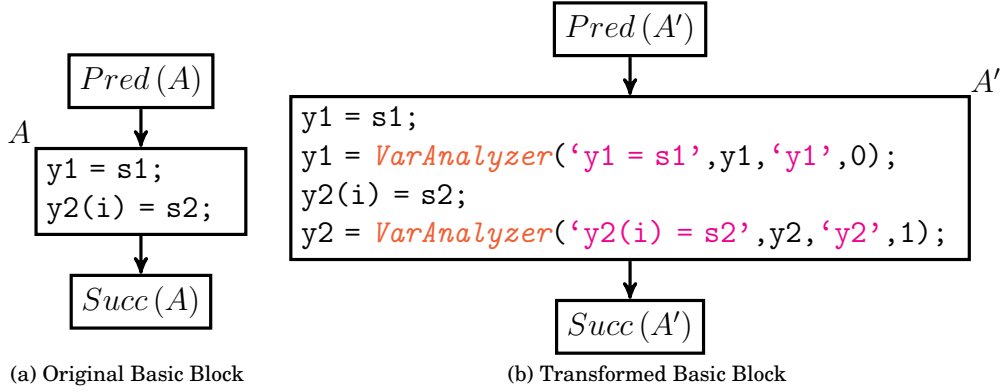 Pred (A)
A
y1 = s1;
y2(i) = s2;
Succ (A)
(a) Original Basic Block
Pred (A′)
A′
y1 = s1;
y1 = VarAnalyzer(‘y1 = s1’,y1,‘y1’,0);
y2(i) = s2;
y2 = VarAnalyzer(‘y2(i) = s2’,y2,‘y2’,1);
Succ (A′)
(b) Transformed Basic Block